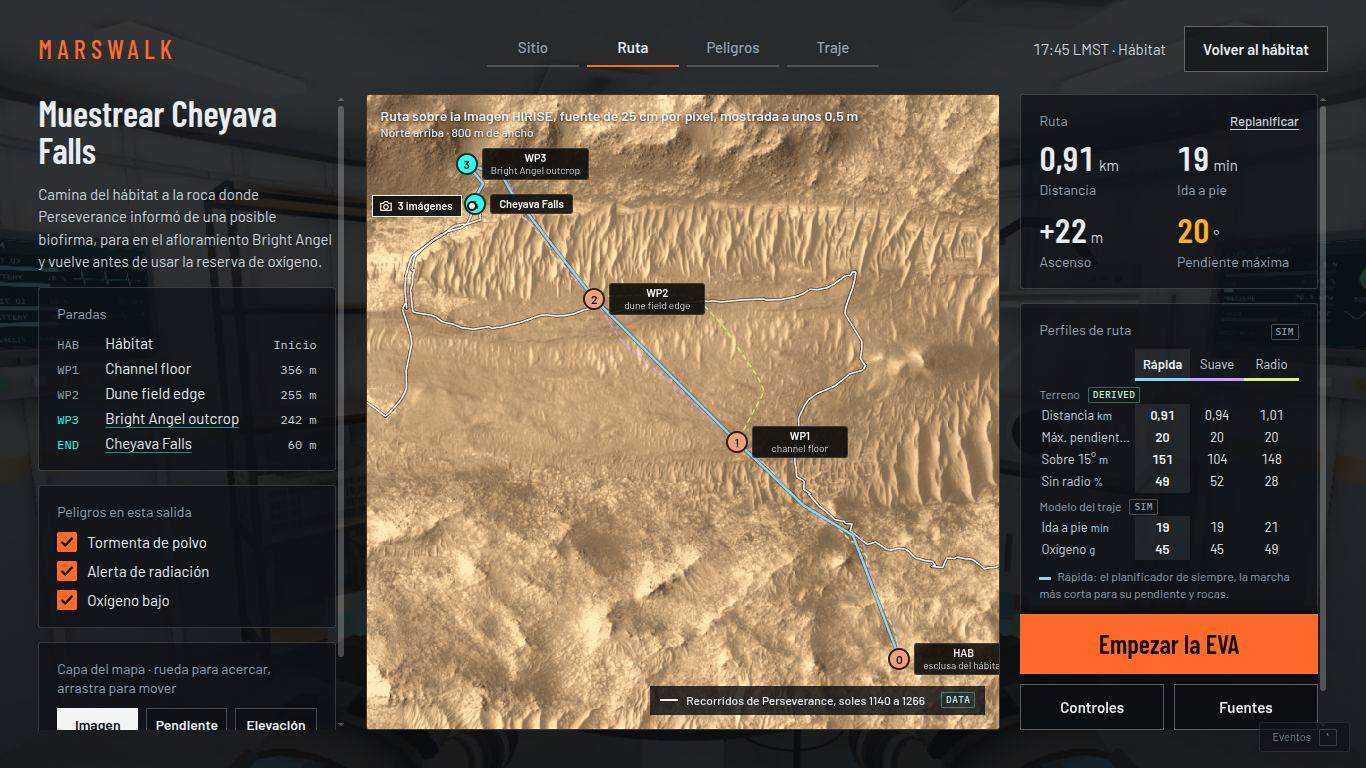 MARSWALK
Sitio
Ruta
Peligros
Traje
17:45 LMST · Hábitat
Volver al hábitat
Muestrear Cheyava
Falls
Camina del hábitat a la roca donde
Perseverance informó de una posible
biofirma, para en el afloramiento Bright Angel
y vuelve antes de usar la reserva de oxígeno.
Paradas
HAB Hábitat Inicio
WP1 Channel floor 356 m
WP2 Dune field edge 255 m
WP3 Bright Angel outcrop 242 m
END Cheyava Falls 60 m
Peligros en esta salida
Tormenta de polvo
Alerta de radiación
Oxígeno bajo
Capa del mapa · rueda para acercar,
arrastra para mover
Imagen Pendiente Elevación
Ruta sobre la Imagen HiRISE, fuente de 25 cm por píxel, mostrada a unos 0,5 m
Norte arriba · 800 m de ancho
3
WP3
Bright Angel outcrop
3 imágenes
Cheyava Falls
2
WP2
dune field edge
1
WP1
channel floor
0
HAB
esclusa del hábita
Recorridos de Perseverance, soles 1140 a 1266 DATA
Ruta Replanificar
0,91 km 19 min
Distancia Ida a pie
+22 m 20 °
Ascenso Pendiente máxima
Perfiles de ruta SIM
Rápida Suave Radio
Terreno DERIVED
Distancia km 0,91 0,94 1,01
Máx. pendient... 20 20 20
Sobre 15° m 151 104 148
Sin radio % 49 52 28
Modelo del traje SIM
Ida a pie min 19 19 21
Oxígeno g 45 45 49
Rápida: el planificador de siempre, la marcha
más corta para su pendiente y rocas.
Empezar la EVA
Controles Fuentes
Eventos